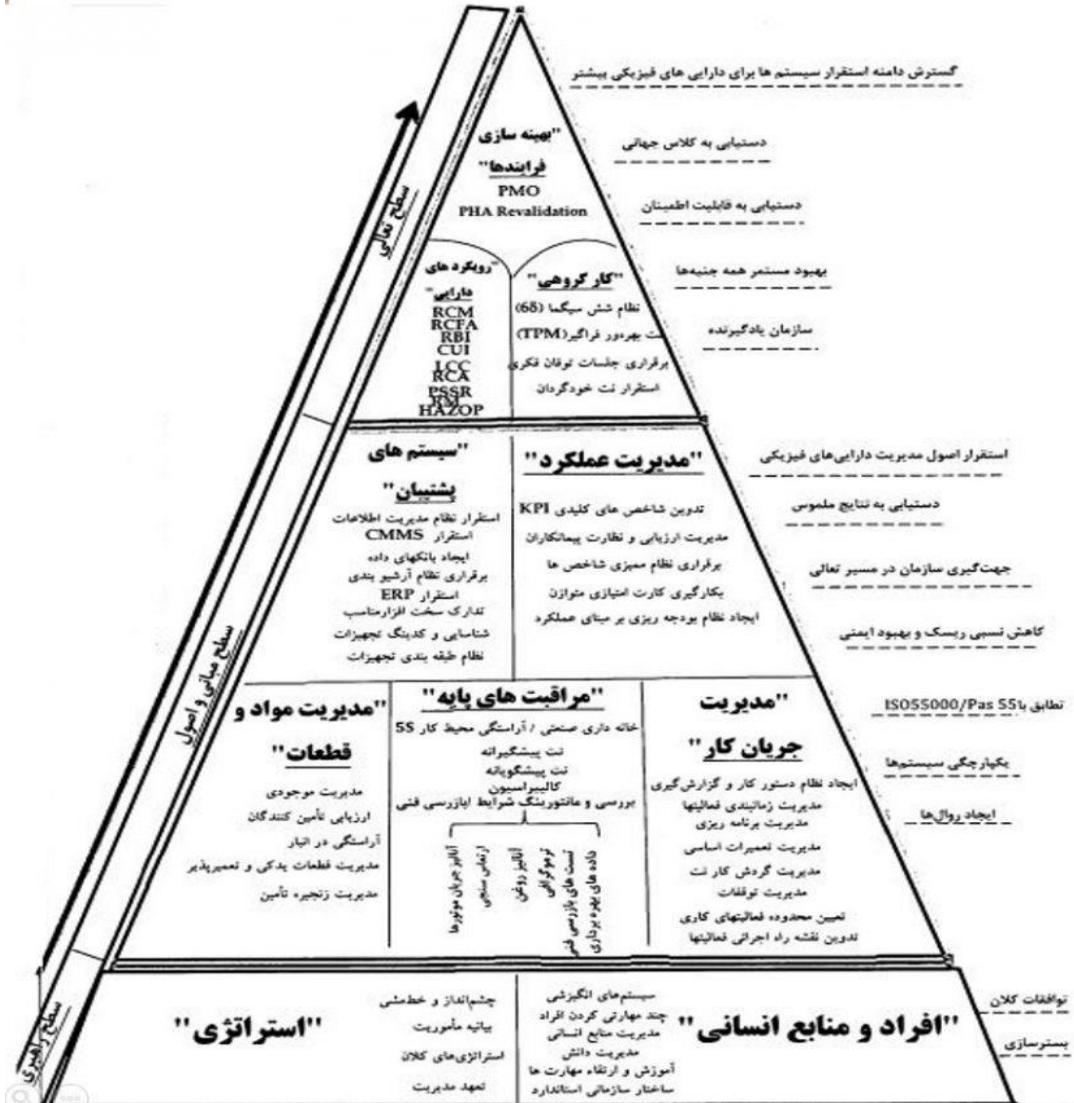 گسترش دامنه استقرار سیستم ها برای دارایی های فیزیکی بیشتر
دستیابی به کلاس جهانی
دستیابی به قابلیت اطمینان
بهبود مستمر همه جنبه‌ها
سازمان یادگیرنده
"بهینه سازی
فرایندها"
PMO
PHA Revalidation
"کار گروهی"
نظام شش سیگما (6δ)
نت بهره‌ور فراگیر(TPM)
برقراری جلسات توفان فکری
استقرار نت خودگردان
"رویکرد های
دارایی"
RCM
RCFA
RBI
CUI
LCC
RCA
PSSR
RM
HAZOP
سطح تعالی
استقرار اصول مدیریت دارایی‌های فیزیکی
دستیابی به نتایج ملموس
جهت‌گیری سازمان در مسیر تعالی
کاهش نسبی ریسک و بهبود ایمنی
تطابق با ISO55000/Pas 55
یکپارچگی سیستم‌ها
ایجاد روال‌ها
"مدیریت عملکرد"
تدوین شاخص های کلیدی KPI
مدیریت ارزیابی و نظارت پیمانکاران
برقراری نظام ممیزی شاخص ها
بکارگیری کارت امتیازی متوازن
ایجاد نظام بودجه ریزی بر مبنای عملکرد
"سیستم های
پشتیبان"
استقرار نظام مدیریت اطلاعات
استقرار CMMS
ایجاد بانکهای داده
برقراری نظام آرشیو بندی
استقرار ERP
تدارک سخت افزارمناسب
شناسایی و کدینگ تجهیزات
نظام طبقه بندی تجهیزات
سطح مبانی و اصول
"مدیریت
جریان کار"
ایجاد نظام دستور کار و گزارش‌گیری
مدیریت زمانبندی فعالیتها
مدیریت برنامه ریزی
مدیریت تعمیرات اساسی
مدیریت گردش کار نت
مدیریت توقفات
تعیین محدوده فعالیتهای کاری
تدوین نقشه راه اجرائی فعالیتها
"مراقبت های پایه"
خانه داری صنعتی / آراستگی محیط کار 5S
نت پیشگیرانه
نت پیشگویانه
کالیبراسیون
بررسی و مانتورینگ شرایط ابازرسی فنی
داده های بهره برداری
تست های بازرسی فنی
ترموگرافی
آنالیز روغن
ارتعاش سنجی
آنالیز جریان موتورها
"مدیریت مواد و
قطعات"
مدیریت موجودی
ارزیابی تأمین کنندگان
آراستگی در انبار
مدیریت قطعات یدکی و تعمیرپذیر
مدیریت زنجیره تأمین
توافقات کلان
بسترسازی
"افراد و منابع انسانی"
سیستم‌های انگیزشی
چند مهارتی کردن افراد
مدیریت منابع انسانی
مدیریت دانش
آموزش و ارتقاء مهارت ها
ساختار سازمانی استاندارد
"استراتژی"
چشم‌انداز و خط‌مشی
بیانیه مأموریت
استراتژی‌های کلان
تعهد مدیریت
سطح راهبری